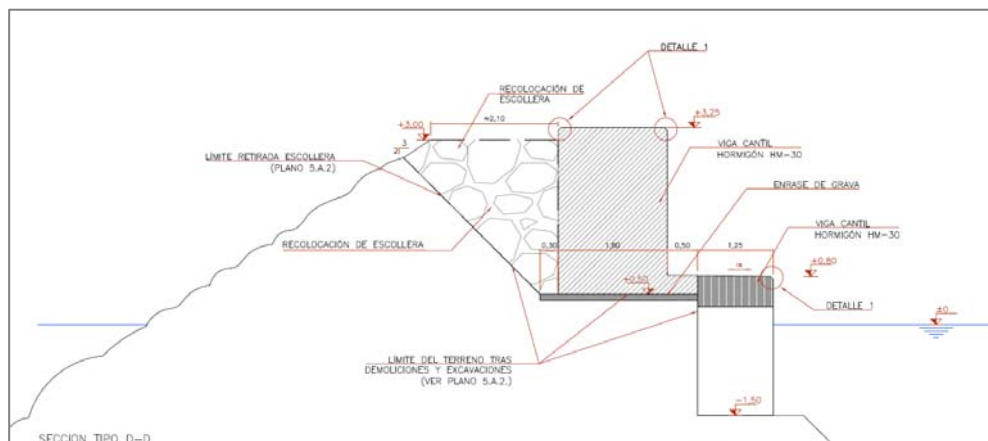 DETALLE 1
RECOLOCACIÓN DE
ESCOLLERA
≈2,10
+3,00
+3,25
3
2
LÍMITE RETIRADA ESCOLLERA
(PLANO 5.A.2)
VIGA CANTIL
HORMIGÓN HM-30
ENRASE DE GRAVA
VIGA CANTIL
HORMIGÓN HM-30
RECOLOCACIÓN DE ESCOLLERA
0,30
1,80
0,50
1,25
+0,80
+0,50
DETALLE 1
±0
LÍMITE DEL TERRENO TRAS
DEMOLICIONES Y EXCAVACIONES
(VER PLANO 5.A.2.)
-1,50
SECCION TIPO D-D